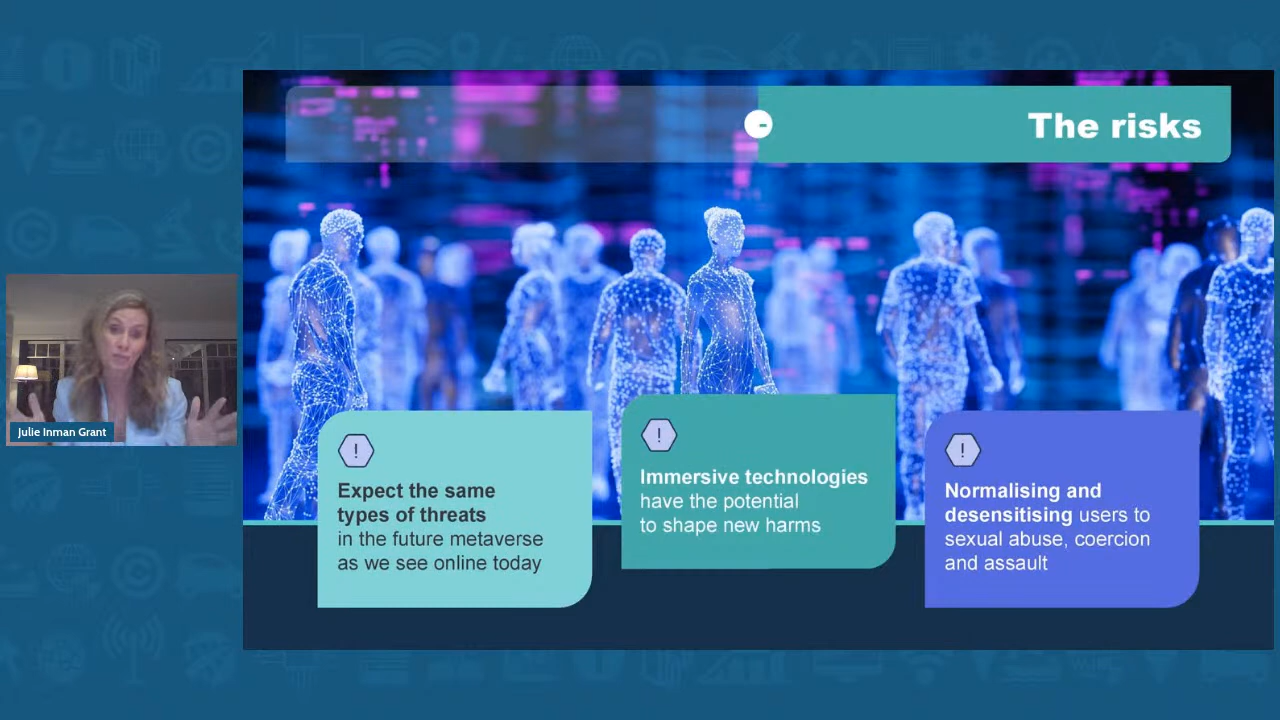 The risks
Julie Inman Grant
!
Expect the same
types of threats
in the future metaverse
as we see online today
!
Immersive technologies
have the potential
to shape new harms
!
Normalising and
desensitising users to
sexual abuse, coercion
and assault